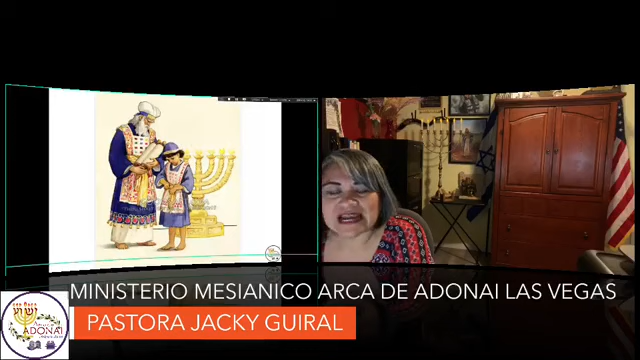 MINISTERIO MESIANICO ARCA DE ADONAI LAS VEGAS
PASTORA JACKY GUIRAL
ADONAI